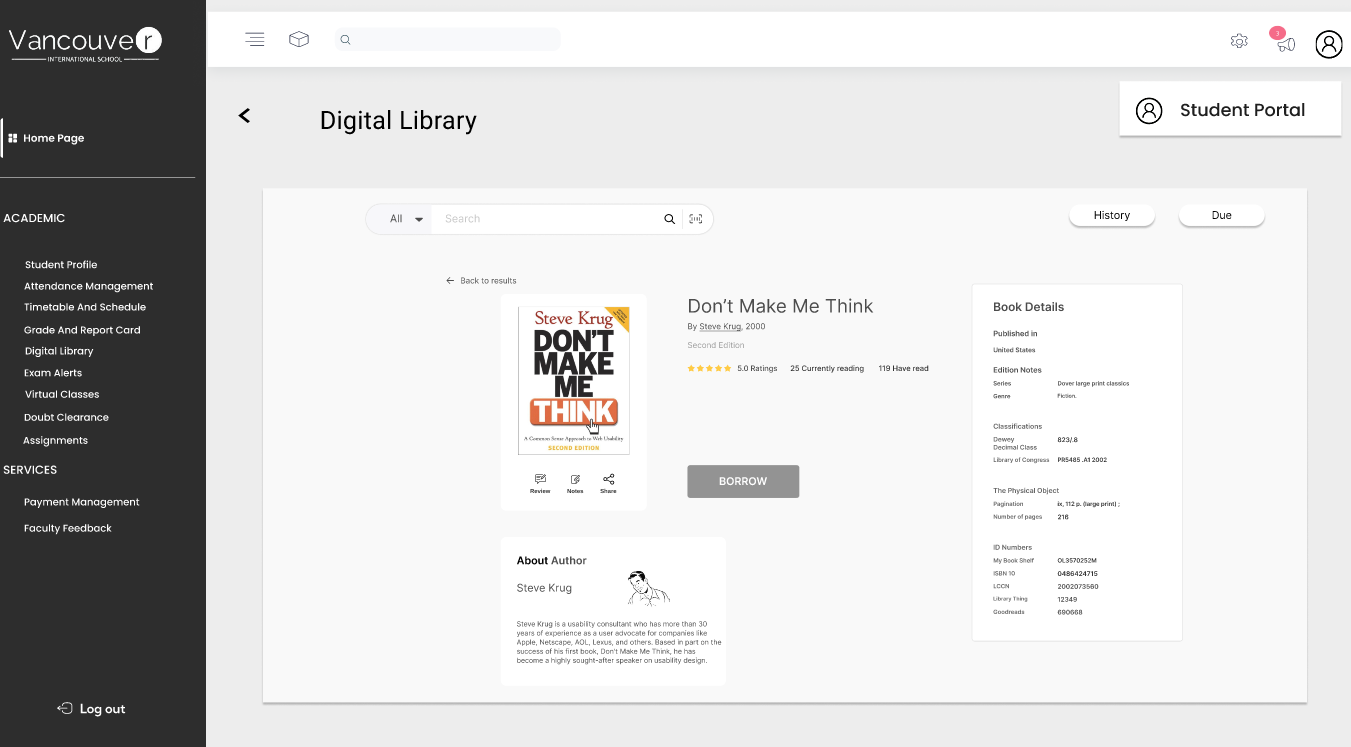 Vancouver
INTERNATIONAL SCHOOL
3
Home Page
ACADEMIC
Student Profile
Attendance Management
Timetable And Schedule
Grade And Report Card
Digital Library
Exam Alerts
Virtual Classes
Doubt Clearance
Assignments
SERVICES
Payment Management
Faculty Feedback
Log out
Digital Library
Student Portal
All
Search
History
Due
Back to results
Steve Krug
DON'T
MAKE
ME
THINK
A Common Sense Approach to Web Usability
SECOND EDITION
Review Notes Share
Don't Make Me Think
By Steve Krug, 2000
Second Edition
5.0 Ratings 25 Currently reading 119 Have read
BORROW
About Author
Steve Krug
Steve Krug is a usability consultant who has more than 30
years of experience as a user advocate for companies like
Apple, Netscape, AOL, Lexus, and others. Based in part on the
success of his first book, Don't Make Me Think, he has
become a highly sought-after speaker on usability design.
Book Details
Published in
United States
Edition Notes
Series Dover large print classics
Genre Fiction.
Classifications
Dewey
Decimal Class 823/.8
Library of Congress PR5485 .A1 2002
The Physical Object
Pagination ix, 112 p. (large print) ;
Number of pages 216
ID Numbers
My Book Shelf OL3570252M
ISBN 10 0486424715
LCCN 2002073560
Library Thing 12349
Goodreads 690668